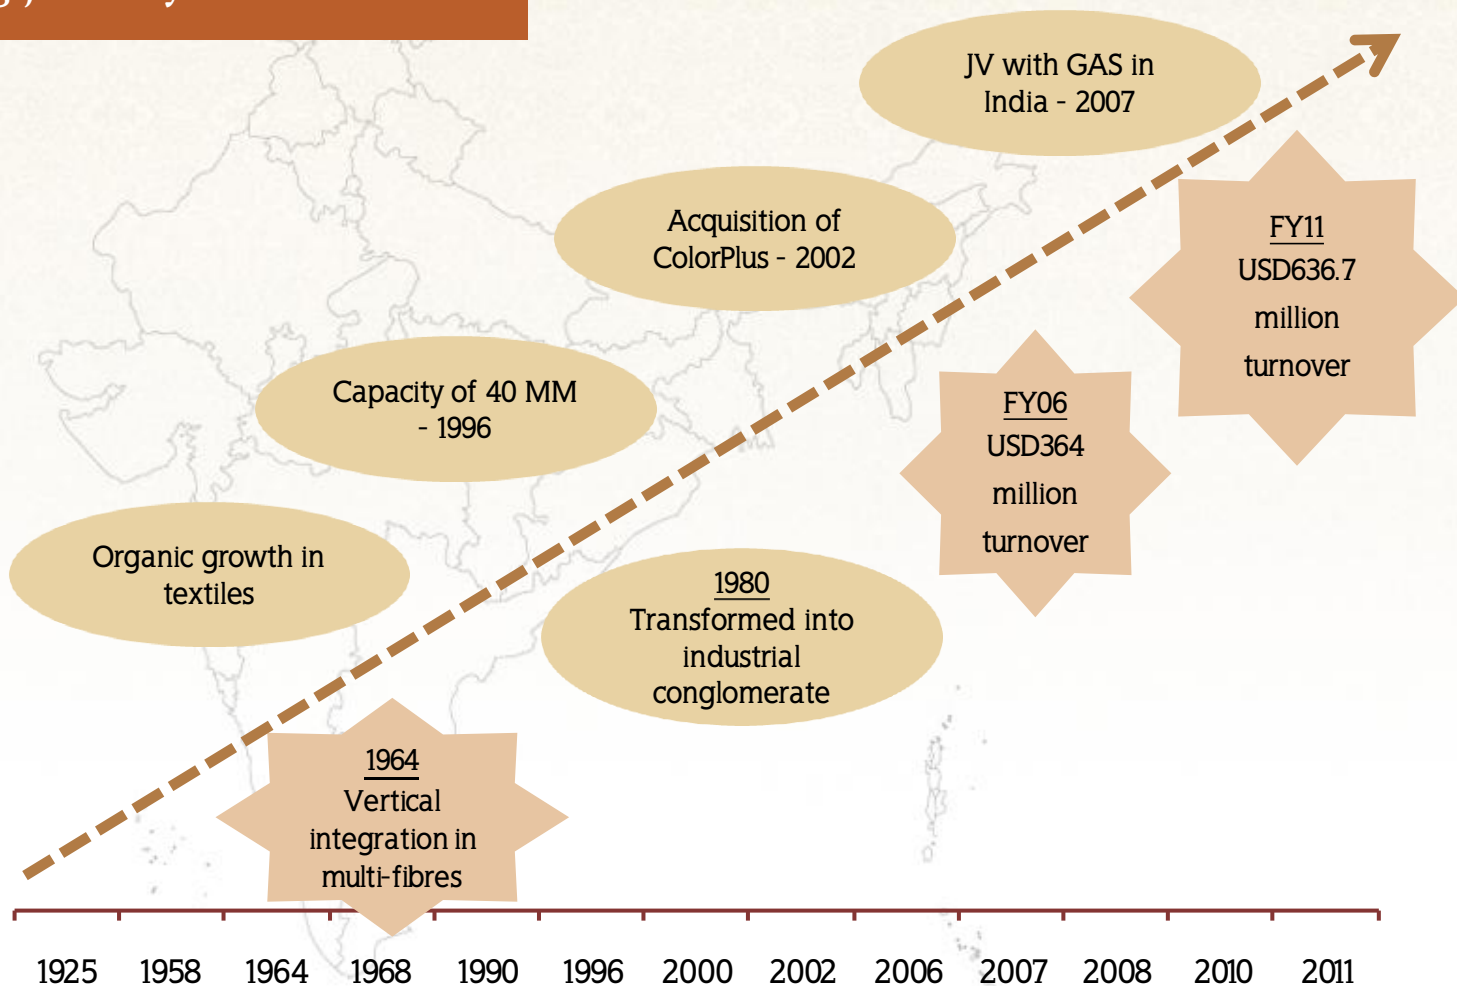 JV with GAS in
India - 2007
Acquisition of
ColorPlus - 2002
FY11
USD636.7
million
turnover
Capacity of 40 MM
- 1996
FY06
USD364
million
turnover
Organic growth in
textiles
1980
Transformed into
industrial
conglomerate
1964
Vertical
integration in
multi-fibres
1925 1958 1964 1968 1990 1996 2000 2002 2006 2007 2008 2010 2011